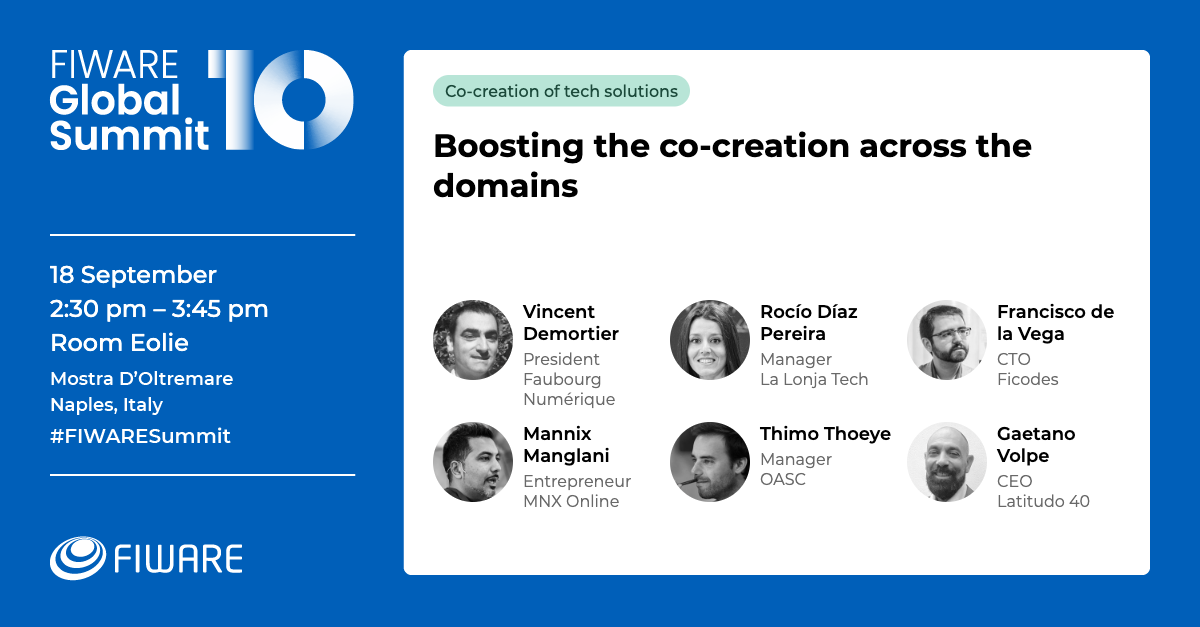 FIWARE
Global
Summit
10
18 September
2:30 pm – 3:45 pm
Room Eolie
Mostra D’Oltremare
Naples, Italy
#FIWARESummit
FIWARE
Co-creation of tech solutions
Boosting the co-creation across the
domains
Vincent
Demortier
President
Faubourg
Numérique
Rocío Díaz
Pereira
Manager
La Lonja Tech
Francisco de
la Vega
CTO
Ficodes
Mannix
Manglani
Entrepreneur
MNX Online
Thimo Thoeye
Manager
OASC
Gaetano
Volpe
CEO
Latitudo 40